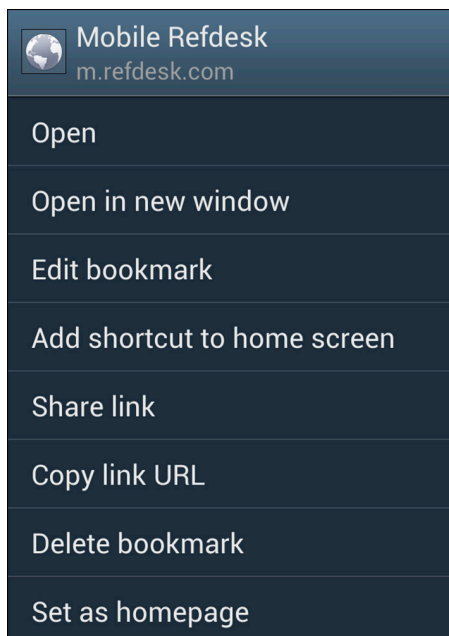 Mobile Refdesk
m.refdesk.com
Open
Open in new window
Edit bookmark
Add shortcut to home screen
Share link
Copy link URL
Delete bookmark
Set as homepage